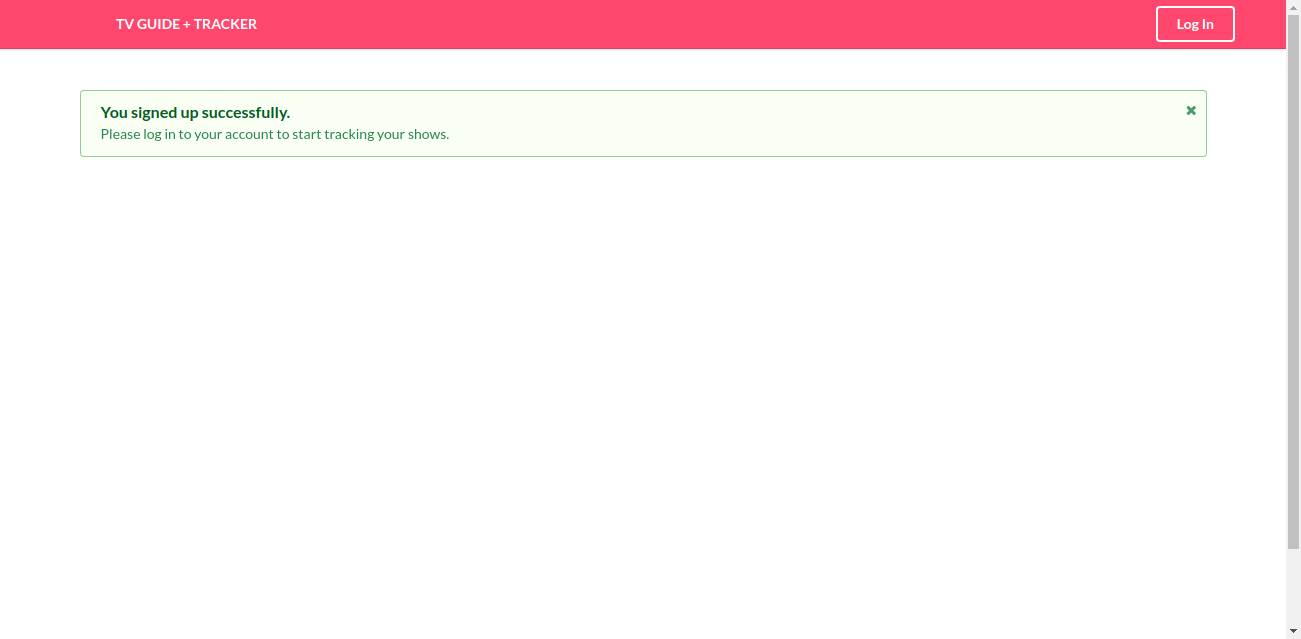 TV GUIDE + TRACKER
Log In
You signed up successfully.
Please log in to your account to start tracking your shows.